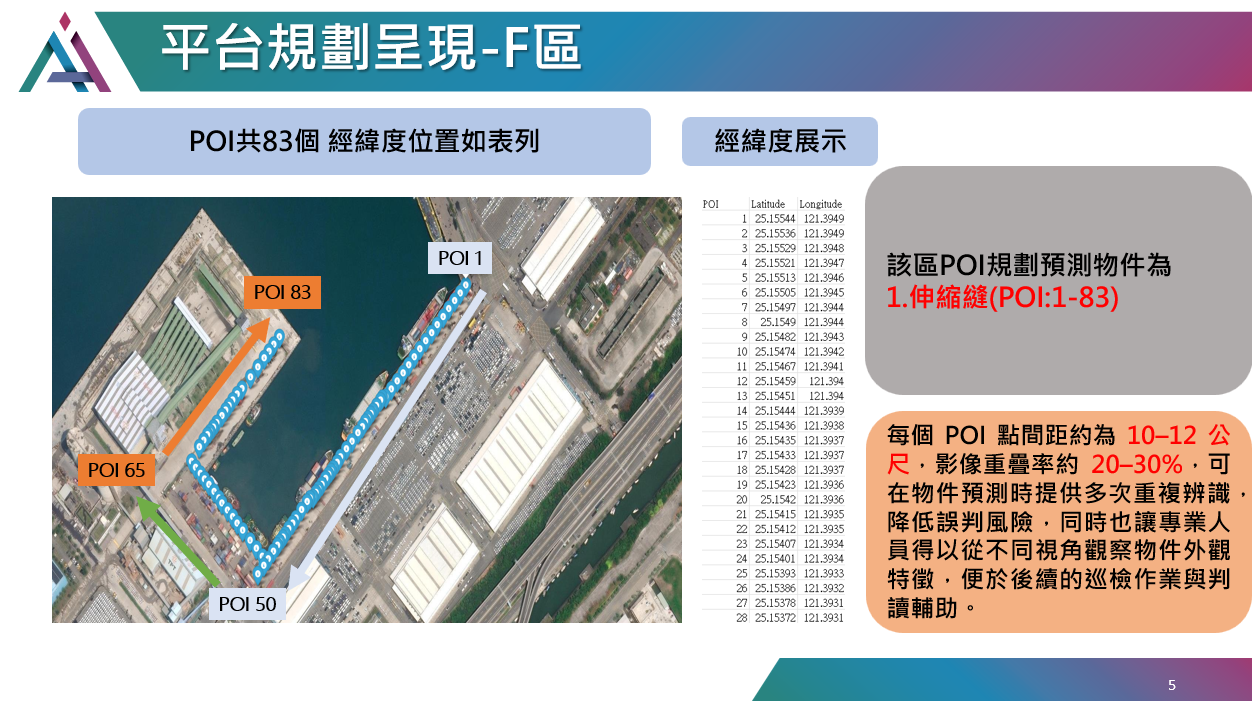 平台規劃呈現-F區
POI共83個 經緯度位置如表列
經緯度展示
POI 1
POI 83
POI 65
POI 50
POI Latitude Longitude
1 25.15544 121.3949
2 25.15536 121.3949
3 25.15529 121.3948
4 25.15521 121.3947
5 25.15513 121.3946
6 25.15505 121.3945
7 25.15497 121.3944
8 25.1549 121.3944
9 25.15482 121.3943
10 25.15474 121.3942
11 25.15467 121.3941
12 25.15459 121.394
13 25.15451 121.394
14 25.15444 121.3939
15 25.15436 121.3938
16 25.15435 121.3937
17 25.15433 121.3937
18 25.15428 121.3937
19 25.15423 121.3936
20 25.1542 121.3936
21 25.15415 121.3935
22 25.15412 121.3935
23 25.15407 121.3934
24 25.15401 121.3934
25 25.15393 121.3933
26 25.15386 121.3932
27 25.15378 121.3931
28 25.15372 121.3931
該區POI規劃預測物件為
1.伸縮縫(POI:1-83)
每個 POI 點間距約為 10–12 公
尺，影像重疊率約 20–30%，可
在物件預測時提供多次重複辨識，
降低誤判風險，同時也讓專業人
員得以從不同視角觀察物件外觀
特徵，便於後續的巡檢作業與判
讀輔助。
5